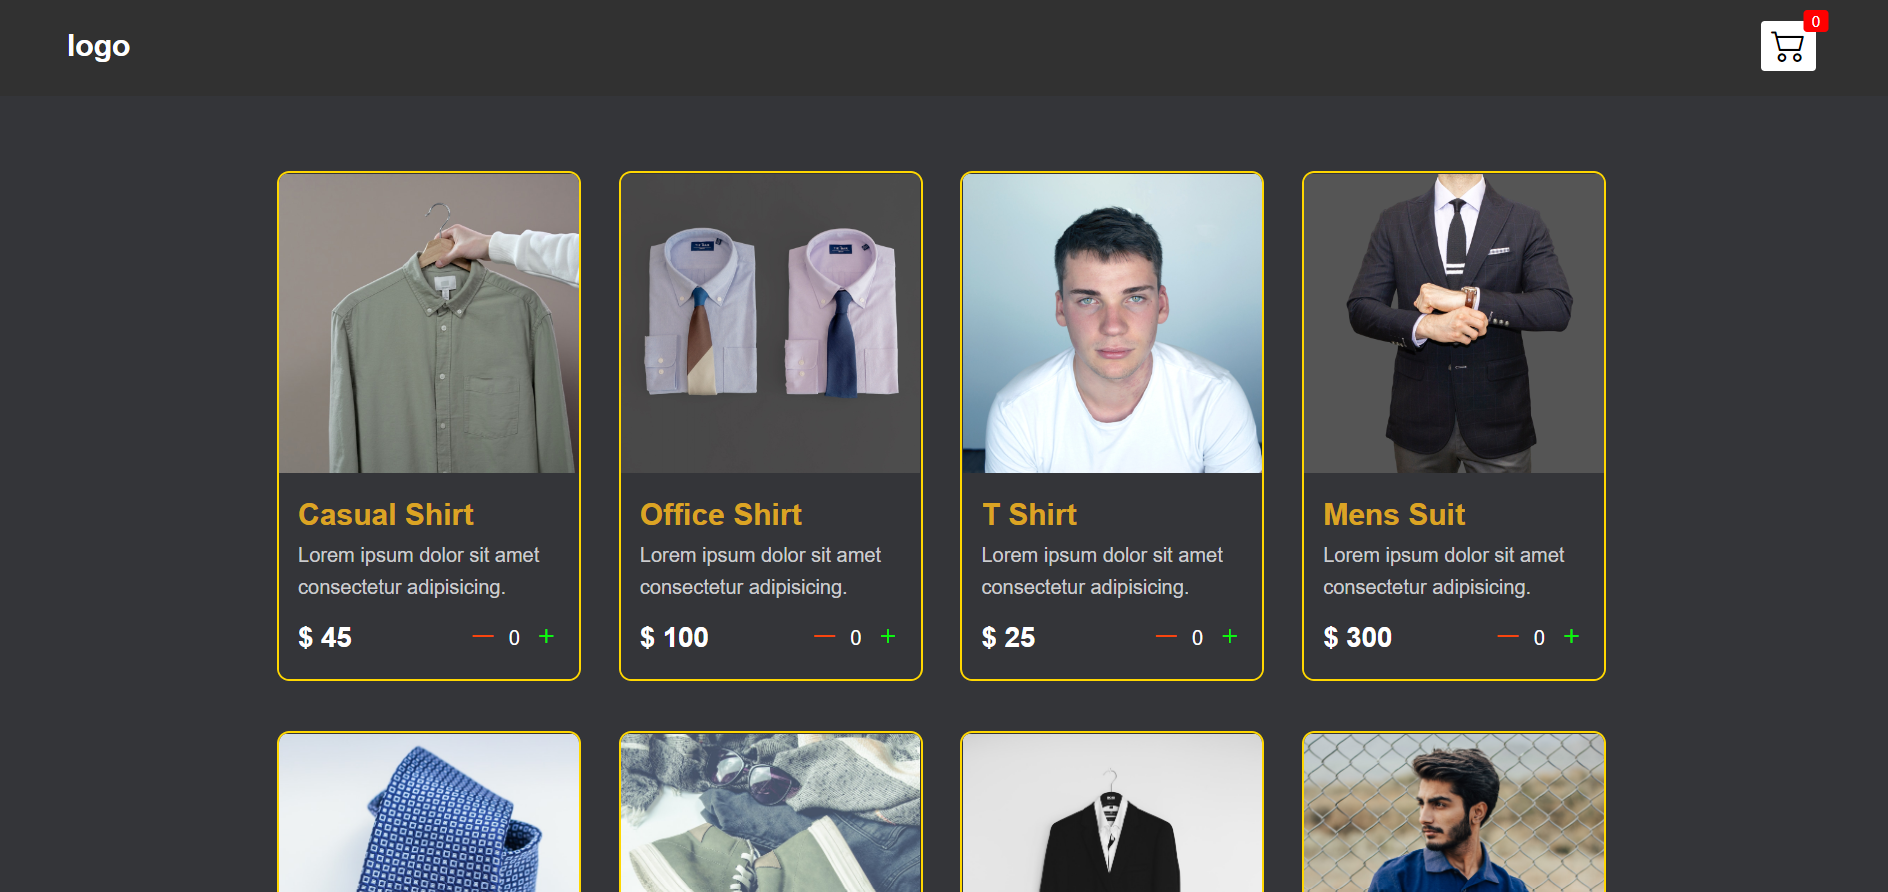 logo
0
Casual Shirt
Lorem ipsum dolor sit amet
consectetur adipisicing.
$ 45
— 0 +
Office Shirt
Lorem ipsum dolor sit amet
consectetur adipisicing.
$ 100
— 0 +
T Shirt
Lorem ipsum dolor sit amet
consectetur adipisicing.
$ 25
— 0 +
Mens Suit
Lorem ipsum dolor sit amet
consectetur adipisicing.
$ 300
— 0 +